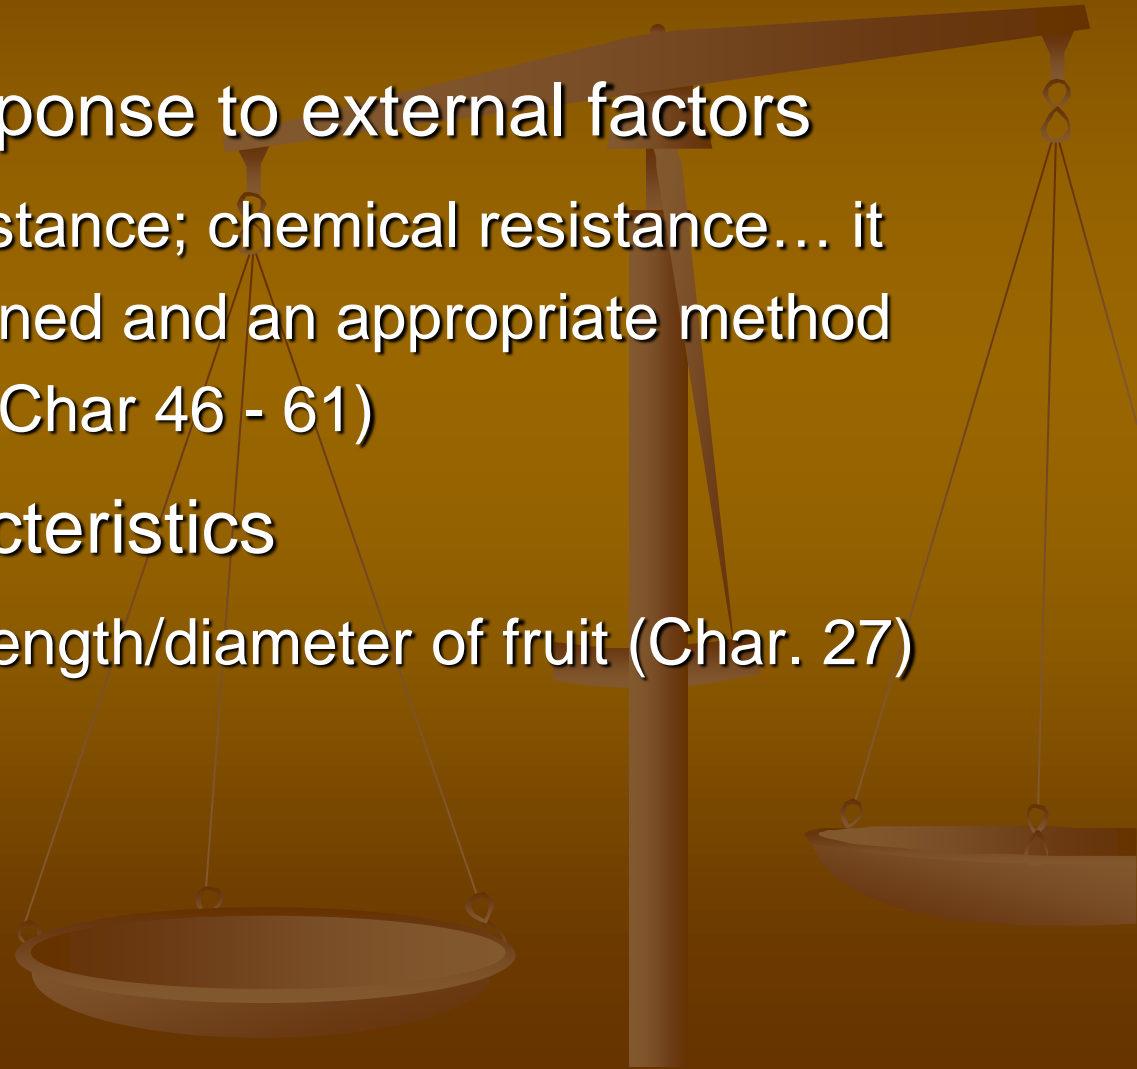 ponse to external factors
stance; chemical resistance… it
ned and an appropriate method
Char 46 - 61)
cteristics
ength/diameter of fruit (Char. 27)